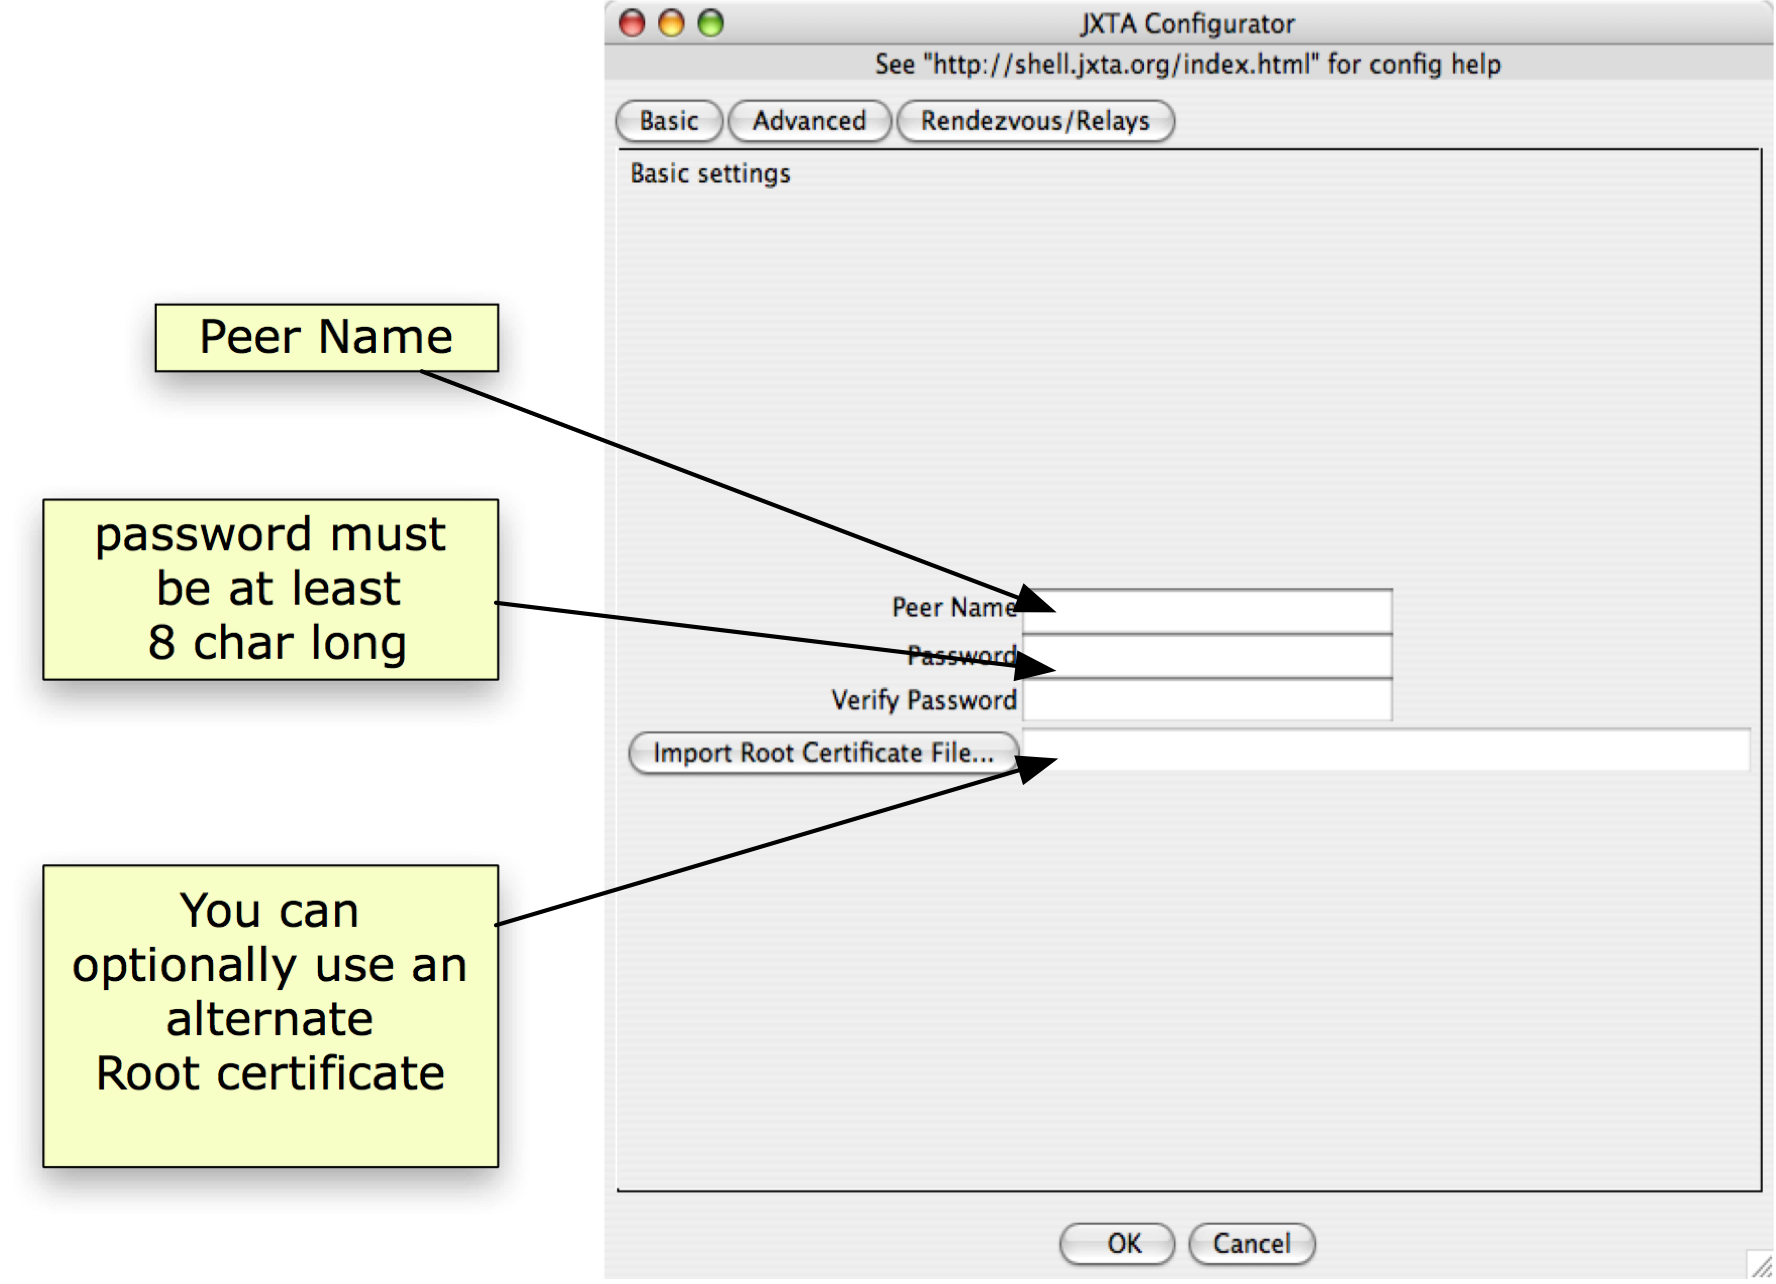 JXTA Configurator
See "http://shell.jxta.org/index.html" for config help
Basic
Advanced
Rendezvous/Relays
Basic settings
Peer Name
password must
be at least
8 char long
Peer Name
Password
Verify Password
Import Root Certificate File...
You can
optionally use an
alternate
Root certificate
OK
Cancel